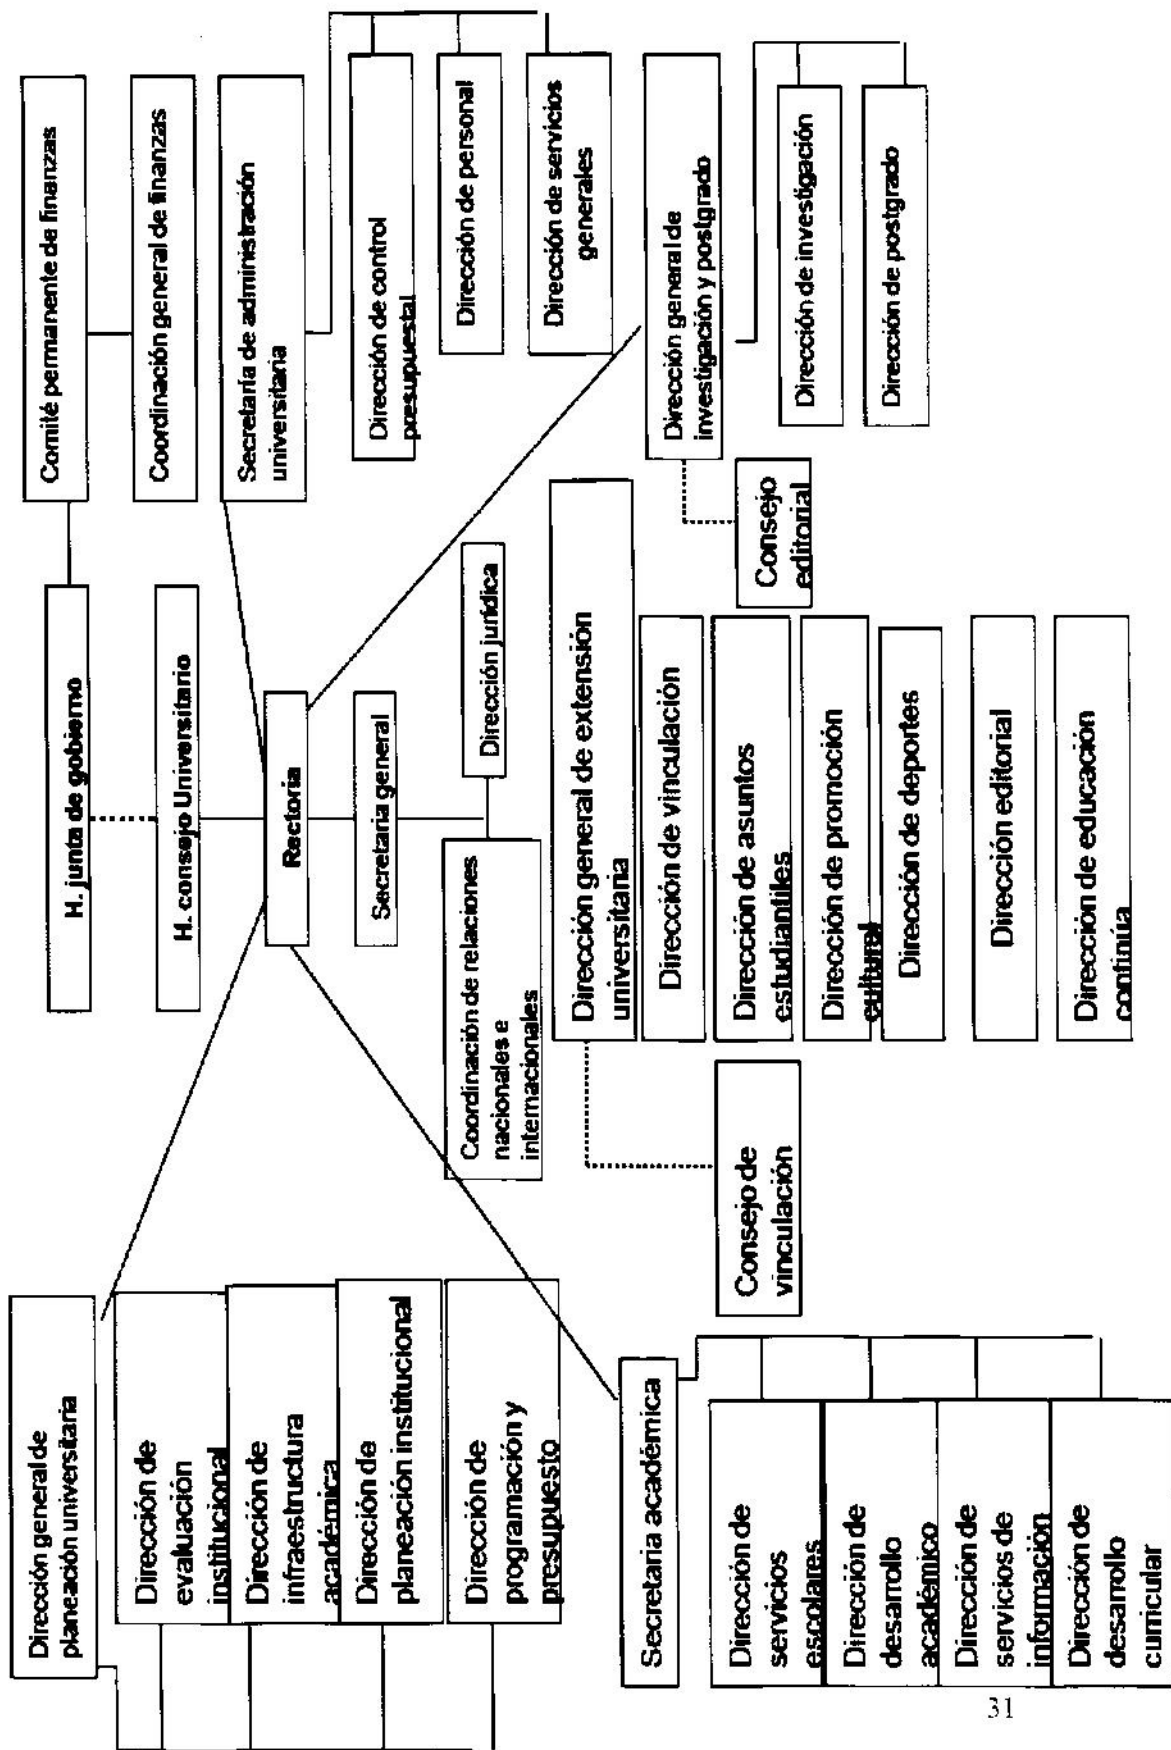 Comité permanente de finanzas
H. junta de gobierno
Coordinación general de finanzas
H. consejo Universitario
Secretaría de administración
universitaria
Rectoria
Secretaria general
Dirección jurídica
Coordinación de relaciones
nacionales e
internacionales
Dirección general de
planeación universitaria
Dirección de
evaluación
institucional
Dirección de
infraestructura
académica
Dirección de
planeación institucional
Dirección de
programación y
presupuesto
Secretaria académica
Dirección de
servicios
escolares
Dirección de
desarrollo
académico
Dirección de
servicios de
información
Dirección de
desarrollo
curricular
Dirección general de extensión
universitaria
Consejo de
vinculación
Dirección de vinculación
Dirección de asuntos
estudiantiles
Dirección de promoción
cultural
Dirección de deportes
Dirección editorial
Dirección de educación
continúa
Dirección de control
presupuestal
Dirección de personal
Dirección de servicios
generales
Dirección general de
investigación y postgrado
Consejo
editorial
Dirección de investigación
Dirección de postgrado
31